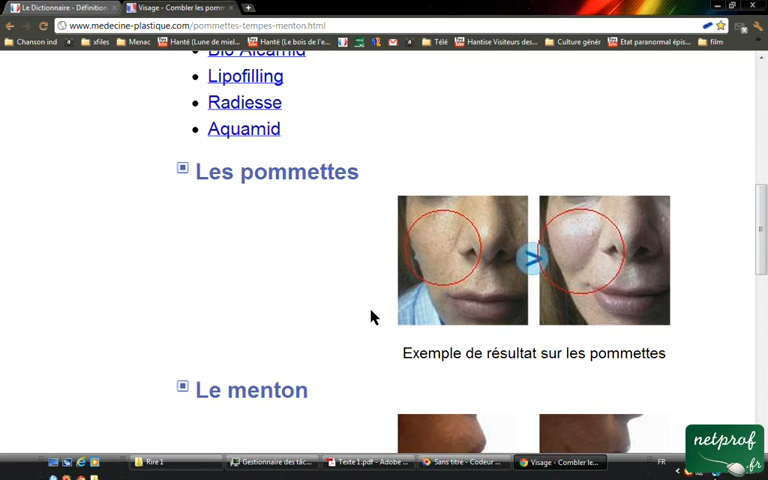 Le Dictionnaire - Définition
Visage - Combler les pomm
www.medecine-plastique.com/pommettes-tempes-menton.html
Chanson ind
xfiles
Menac
Hanté (Lune de miel...
Hanté (Le bois de l'e...
Télé
Hantise Visiteurs des...
Culture génér
Etat paranormal épis...
film
Bio Alcamid
Lipofilling
Radiesse
Aquamid
Les pommettes
>
Exemple de résultat sur les pommettes
Le menton
netprof
.fr
Rire 1
Gestionnaire des tâc...
Texte 1.pdf - Adobe ...
Sans titre - Codeur ...
Visage - Combler le...
FR